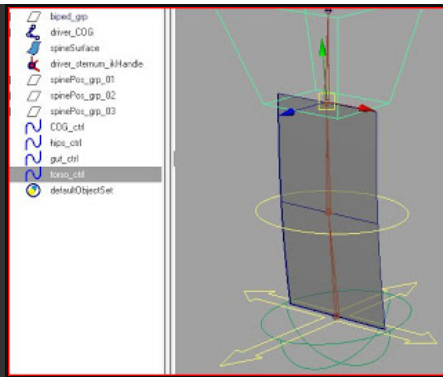 biped_grp
driver_COG
spineSurface
driver_sternum_ikHandle
spinePos_grp_01
spinePos_grp_02
spinePos_grp_03
COG_ctrl
hips_ctrl
gut_ctrl
torso_ctrl
defaultObjectSet